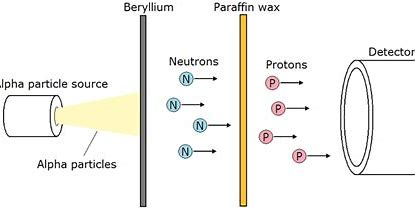 Beryllium
Paraffin wax
Neutrons
Protons
Detector
Alpha particle source
Alpha particles
N
N
N
N
P
P
P
P